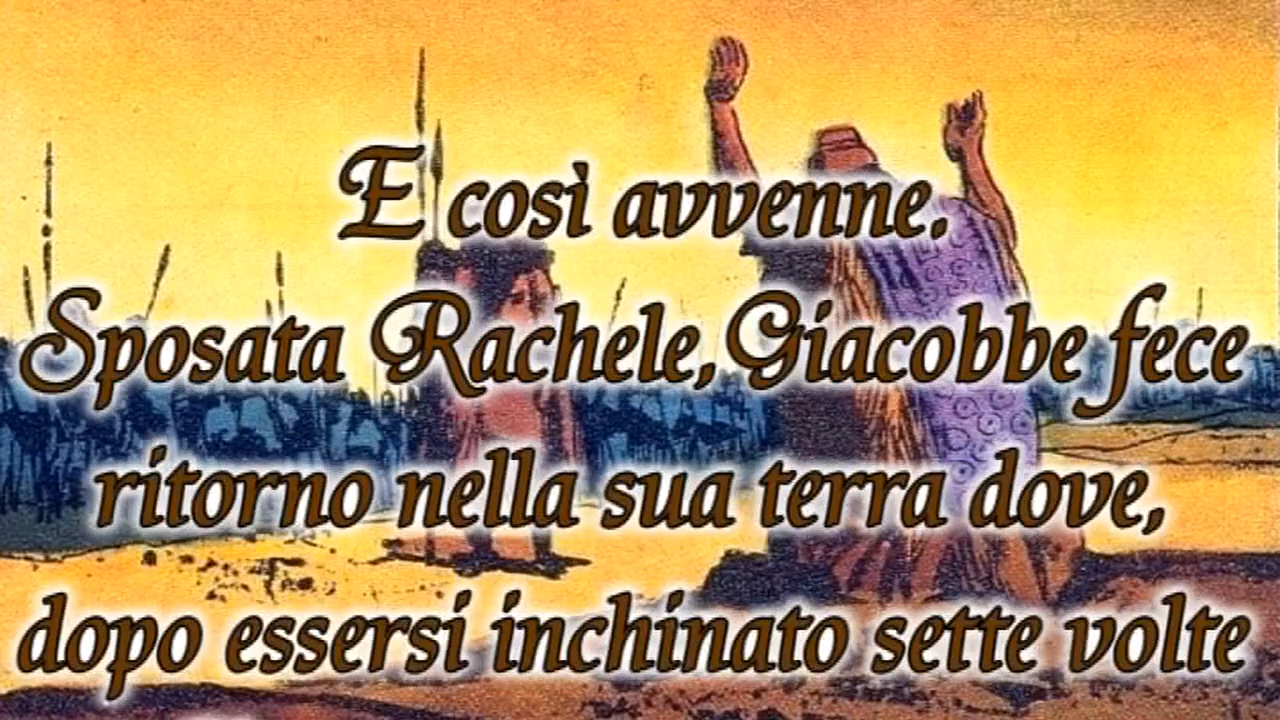 E così avvenne.
Sposata Rachele, Giacobbe fece
ritorno nella sua terra dove,
dopo essersi inchinato sette volte